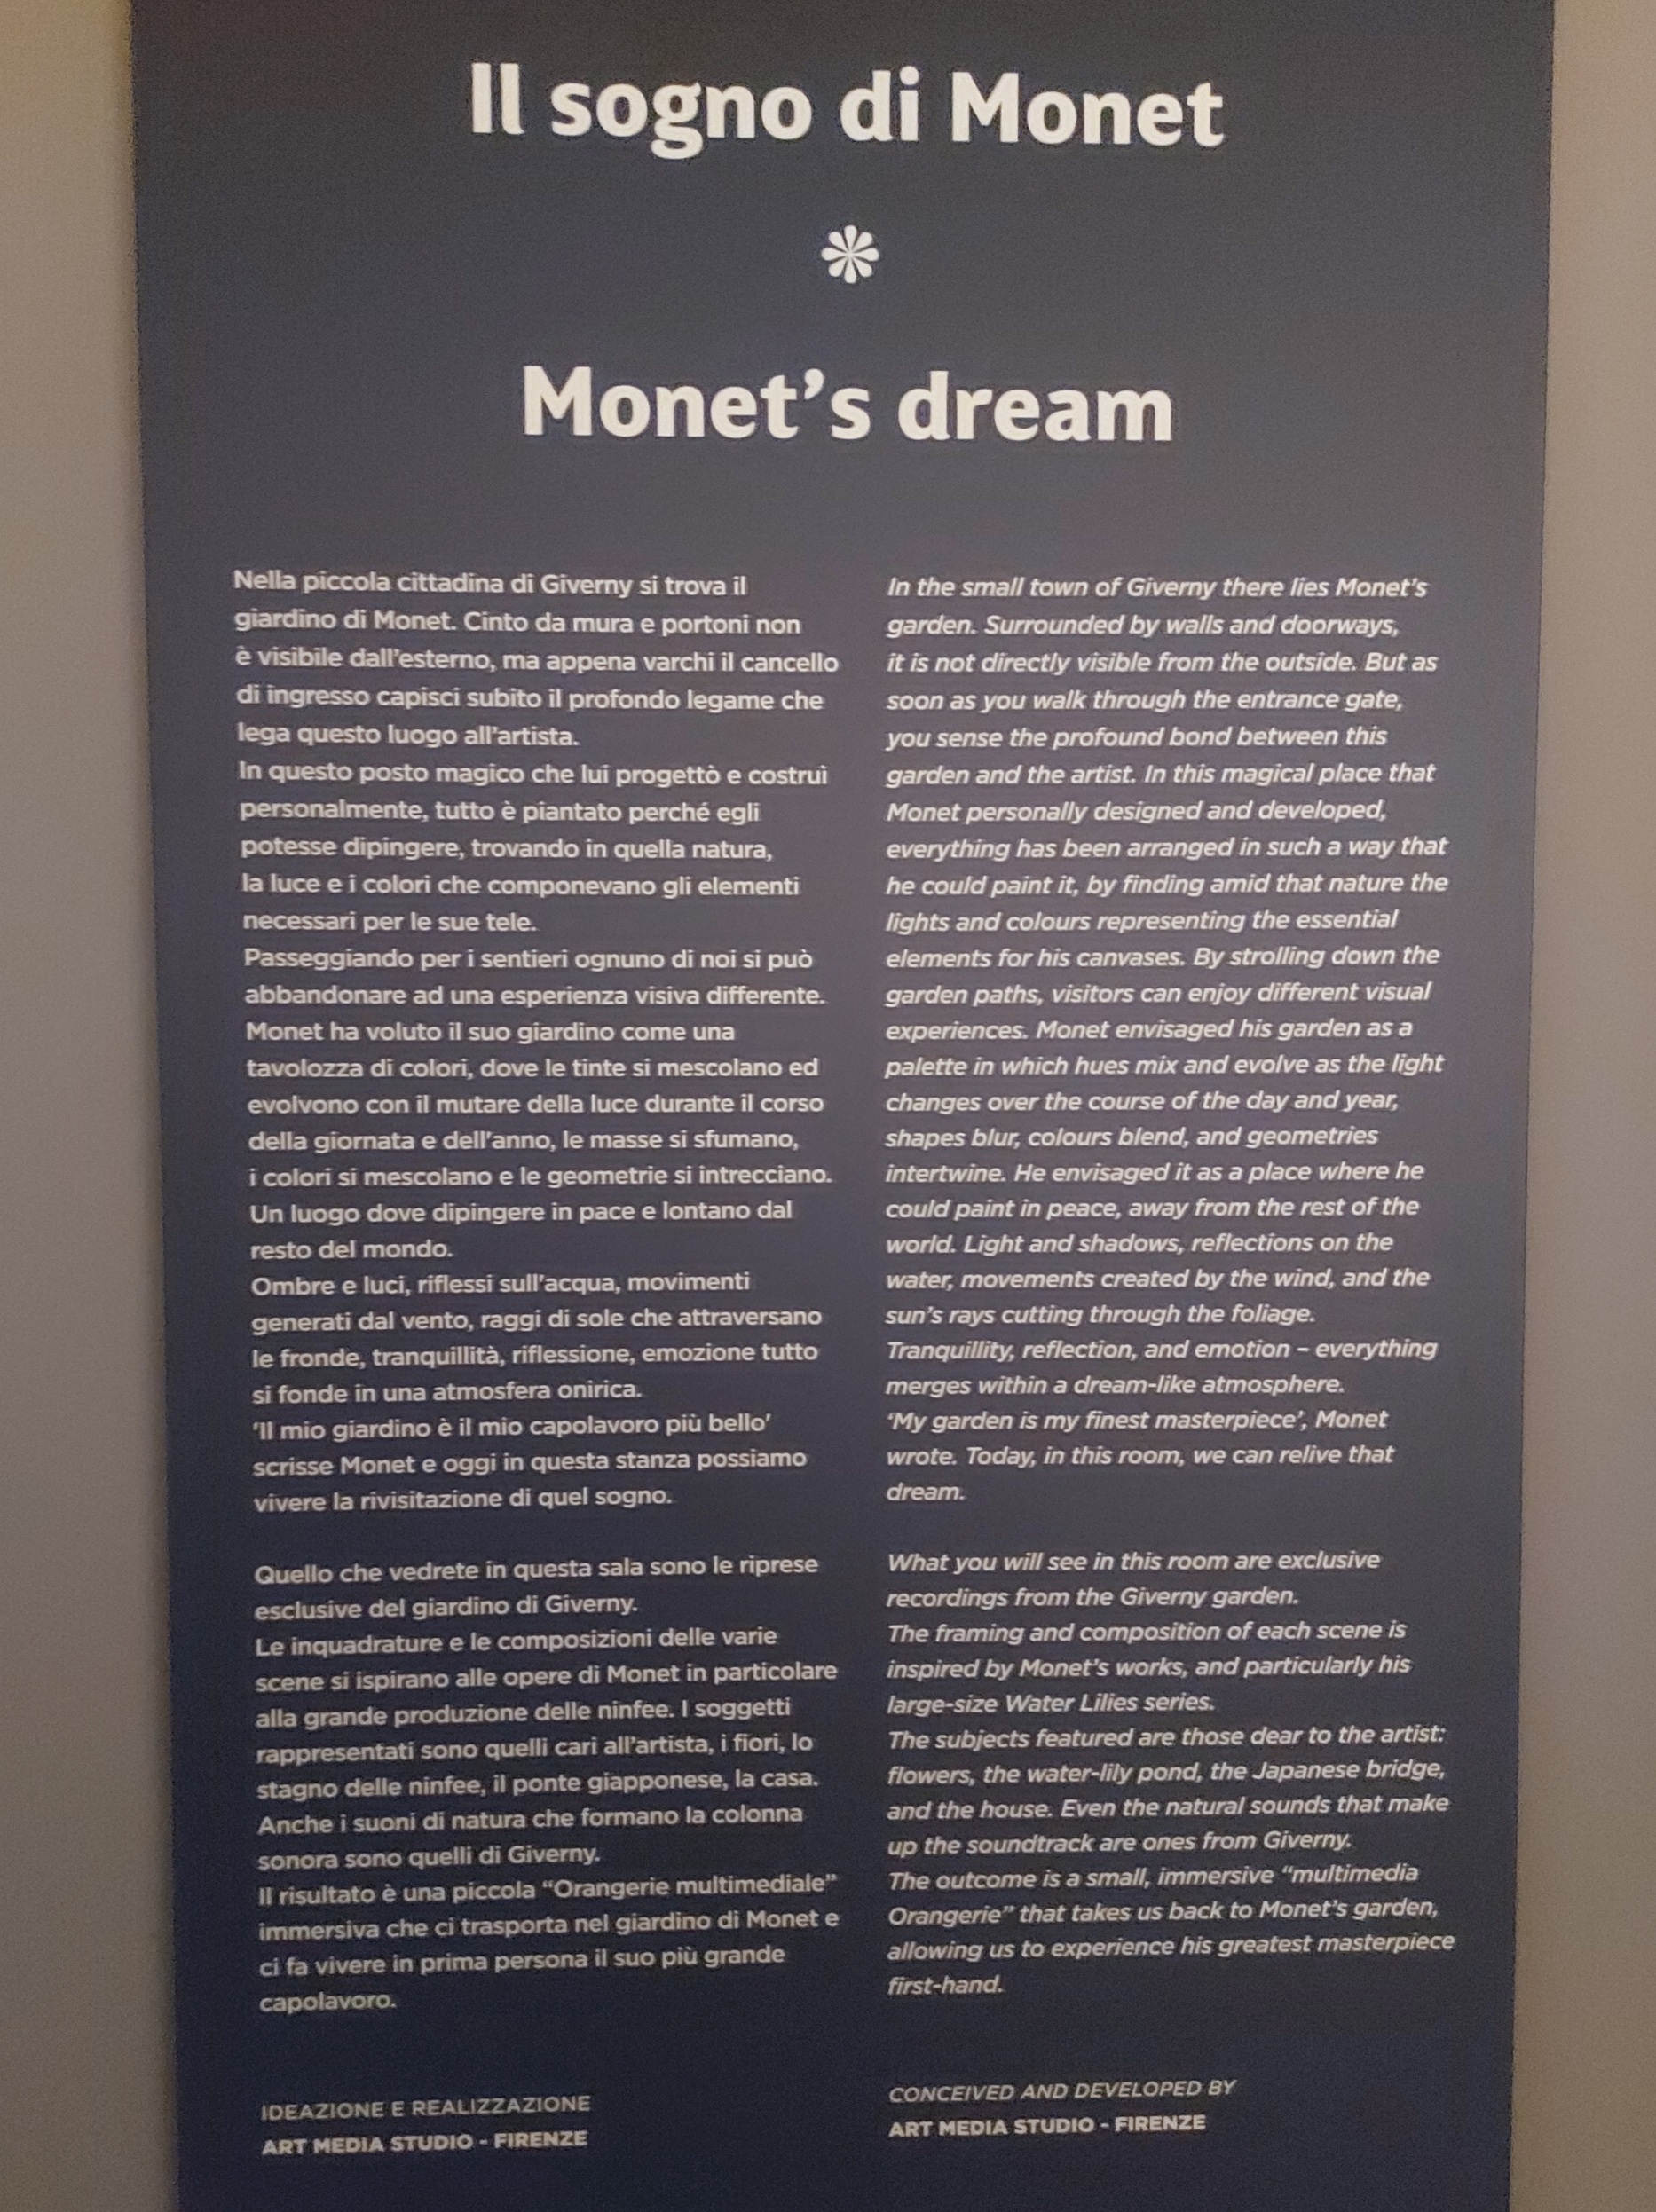 Il sogno di Monet
Monet's dream
Nella piccola cittadina di Giverny si trova il
giardino di Monet. Cinto da mura e portoni non
è visibile dall'esterno, ma appena varchi il cancello
di ingresso capisci subito il profondo legame che
lega questo luogo all'artista.
In questo posto magico che lui progettò e costruì
personalmente, tutto è piantato perché egli
potesse dipingere, trovando in quella natura,
la luce e i colori che componevano gli elementi
necessari per le sue tele.
Passeggiando per i sentieri ognuno di noi si può
abbandonare ad una esperienza visiva differente.
Monet ha voluto il suo giardino come una
tavolozza di colori, dove le tinte si mescolano ed
evolvono con il mutare della luce durante il corso
della giornata e dell'anno, le masse si sfumano,
i colori si mescolano e le geometrie si intrecciano.
Un luogo dove dipingere in pace e lontano dal
resto del mondo.
Ombre e luci, riflessi sull'acqua, movimenti
generati dal vento, raggi di sole che attraversano
le fronde, tranquillità, riflessione, emozione tutto
si fonde in una atmosfera onirica.
'Il mio giardino è il mio capolavoro più bello'
scrisse Monet e oggi in questa stanza possiamo
vivere la rivisitazione di quel sogno.
Quello che vedrete in questa sala sono le riprese
esclusive del giardino di Giverny.
Le inquadrature e le composizioni delle varie
scene si ispirano alle opere di Monet in particolare
alla grande produzione delle ninfee. I soggetti
rappresentati sono quelli cari all'artista, i fiori, lo
stagno delle ninfee, il ponte giapponese, la casa.
Anche i suoni di natura che formano la colonna
sonora sono quelli di Giverny.
Il risultato è una piccola “Orangerie multimediale”
immersiva che ci trasporta nel giardino di Monet e
ci fa vivere in prima persona il suo più grande
capolavoro.
IDEAZIONE E REALIZZAZIONE
ART MEDIA STUDIO - FIRENZE
In the small town of Giverny there lies Monet's
garden. Surrounded by walls and doorways,
it is not directly visible from the outside. But as
soon as you walk through the entrance gate,
you sense the profound bond between this
garden and the artist. In this magical place that
Monet personally designed and developed,
everything has been arranged in such a way that
he could paint it, by finding amid that nature the
lights and colours representing the essential
elements for his canvases. By strolling down the
garden paths, visitors can enjoy different visual
experiences. Monet envisaged his garden as a
palette in which hues mix and evolve as the light
changes over the course of the day and year,
shapes blur, colours blend, and geometries
intertwine. He envisaged it as a place where he
could paint in peace, away from the rest of the
world. Light and shadows, reflections on the
water, movements created by the wind, and the
sun's rays cutting through the foliage.
Tranquillity, reflection, and emotion – everything
merges within a dream-like atmosphere.
‘My garden is my finest masterpiece’, Monet
wrote. Today, in this room, we can relive that
dream.
What you will see in this room are exclusive
recordings from the Giverny garden.
The framing and composition of each scene is
inspired by Monet's works, and particularly his
large-size Water Lilies series.
The subjects featured are those dear to the artist:
flowers, the water-lily pond, the Japanese bridge,
and the house. Even the natural sounds that make
up the soundtrack are ones from Giverny.
The outcome is a small, immersive “multimedia
Orangerie” that takes us back to Monet's garden,
allowing us to experience his greatest masterpiece
first-hand.
CONCEIVED AND DEVELOPED BY
ART MEDIA STUDIO - FIRENZE